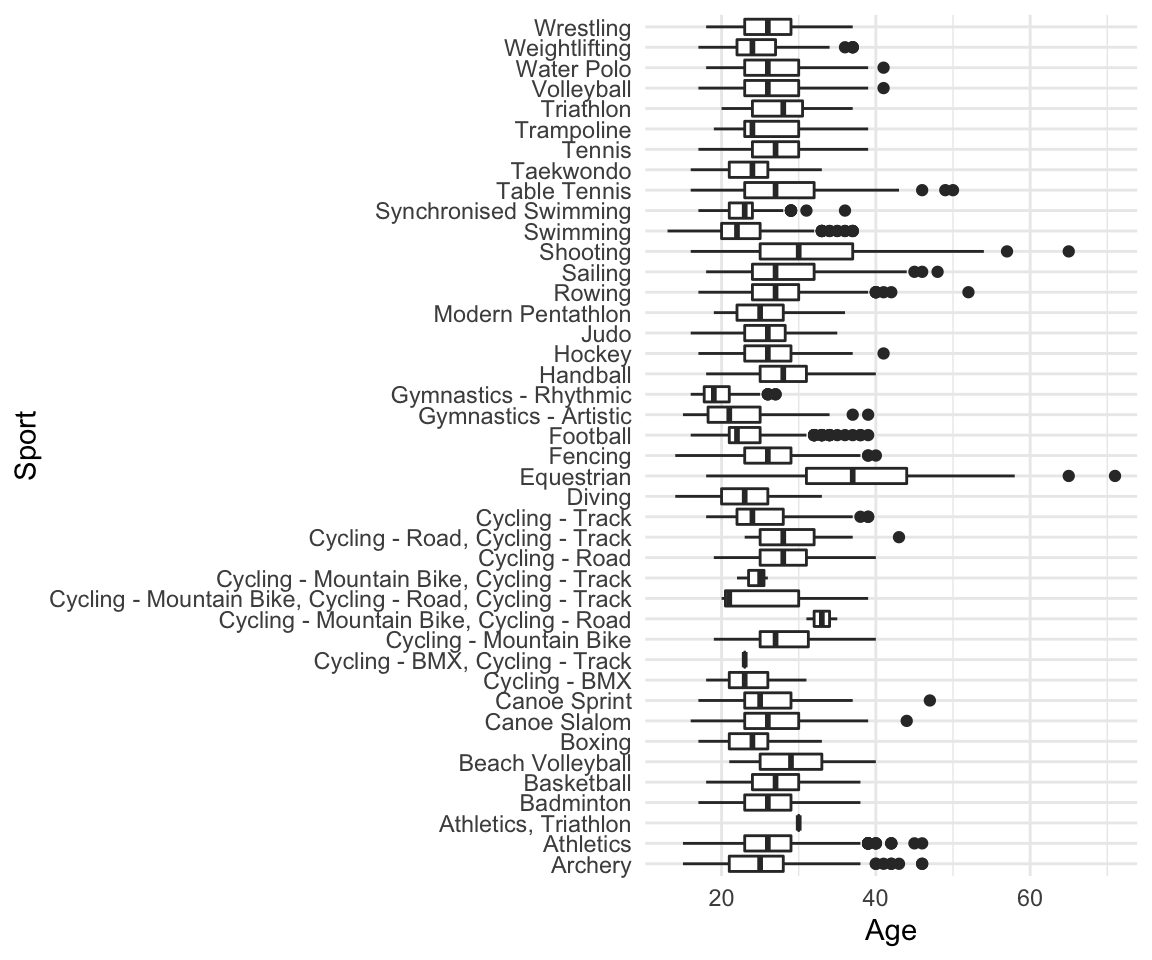 Wrestling
Weightlifting
Water Polo
Volleyball
Triathlon
Trampoline
Tennis
Taekwondo
Table Tennis
Synchronised Swimming
Swimming
Shooting
Sailing
Rowing
Modern Pentathlon
Judo
Hockey
Handball
Gymnastics - Rhythmic
Gymnastics - Artistic
Football
Fencing
Equestrian
Diving
Cycling - Track
Cycling - Road, Cycling - Track
Cycling - Road
Cycling - Mountain Bike, Cycling - Track
Cycling - Mountain Bike, Cycling - Road, Cycling - Track
Cycling - Mountain Bike, Cycling - Road
Cycling - Mountain Bike
Cycling - BMX, Cycling - Track
Cycling - BMX
Canoe Sprint
Canoe Slalom
Boxing
Beach Volleyball
Basketball
Badminton
Athletics, Triathlon
Athletics
Archery
Sport
20 40 60
Age